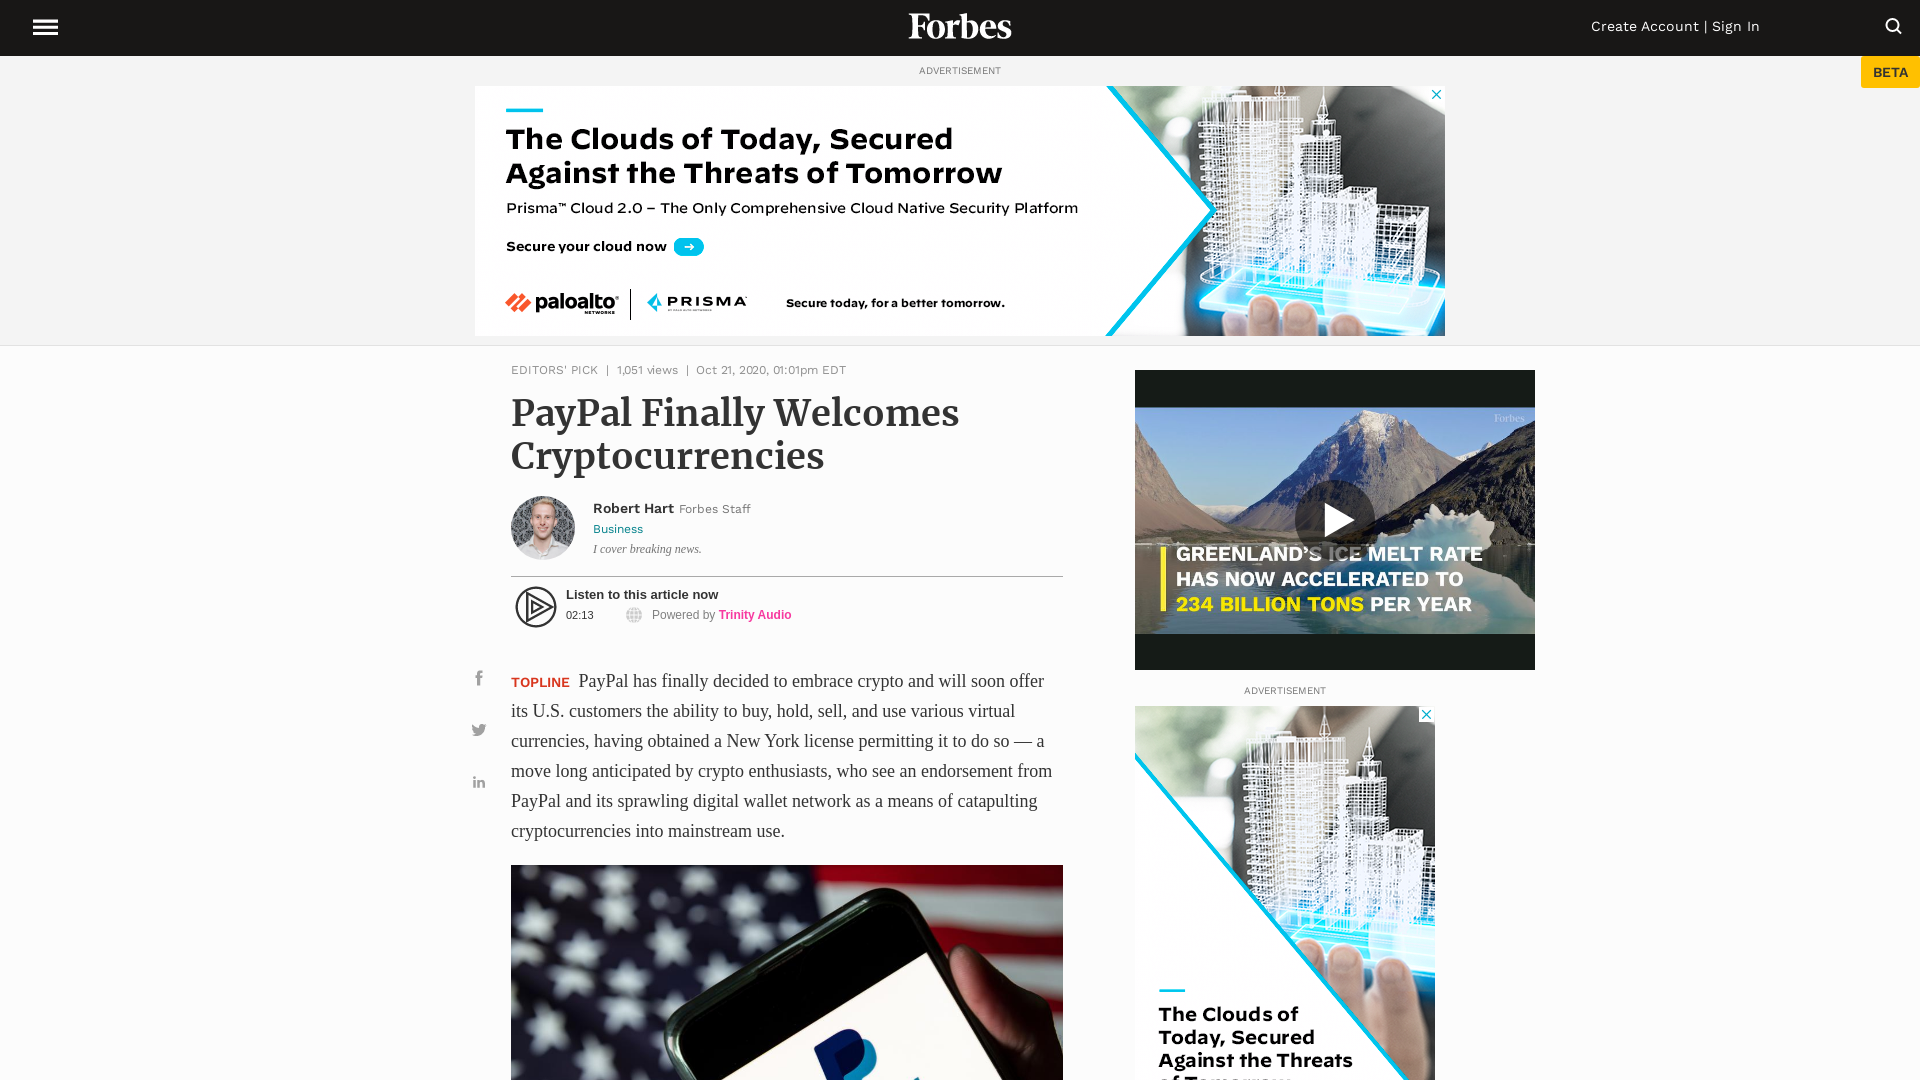 Forbes
Create Account | Sign In
ADVERTISEMENT
BETA
The Clouds of Today, Secured
Against the Threats of Tomorrow
Prisma™ Cloud 2.0 – The Only Comprehensive Cloud Native Security Platform
Secure your cloud now
paloalto
NETWORKS
PRISMA
Secure today, for a better tomorrow.
EDITORS' PICK | 1,051 views | Oct 21, 2020, 01:01pm EDT
PayPal Finally Welcomes
Cryptocurrencies
Robert Hart Forbes Staff
Business
I cover breaking news.
Listen to this article now
02:13 Powered by Trinity Audio
TOPLINE PayPal has finally decided to embrace crypto and will soon offer
its U.S. customers the ability to buy, hold, sell, and use various virtual
currencies, having obtained a New York license permitting it to do so — a
move long anticipated by crypto enthusiasts, who see an endorsement from
PayPal and its sprawling digital wallet network as a means of catapulting
cryptocurrencies into mainstream use.
Forbes
GREENLAND'S ICE MELT RATE
HAS NOW ACCELERATED TO
234 BILLION TONS PER YEAR
ADVERTISEMENT
The Clouds of
Today, Secured
Against the Threats
of Tomorrow